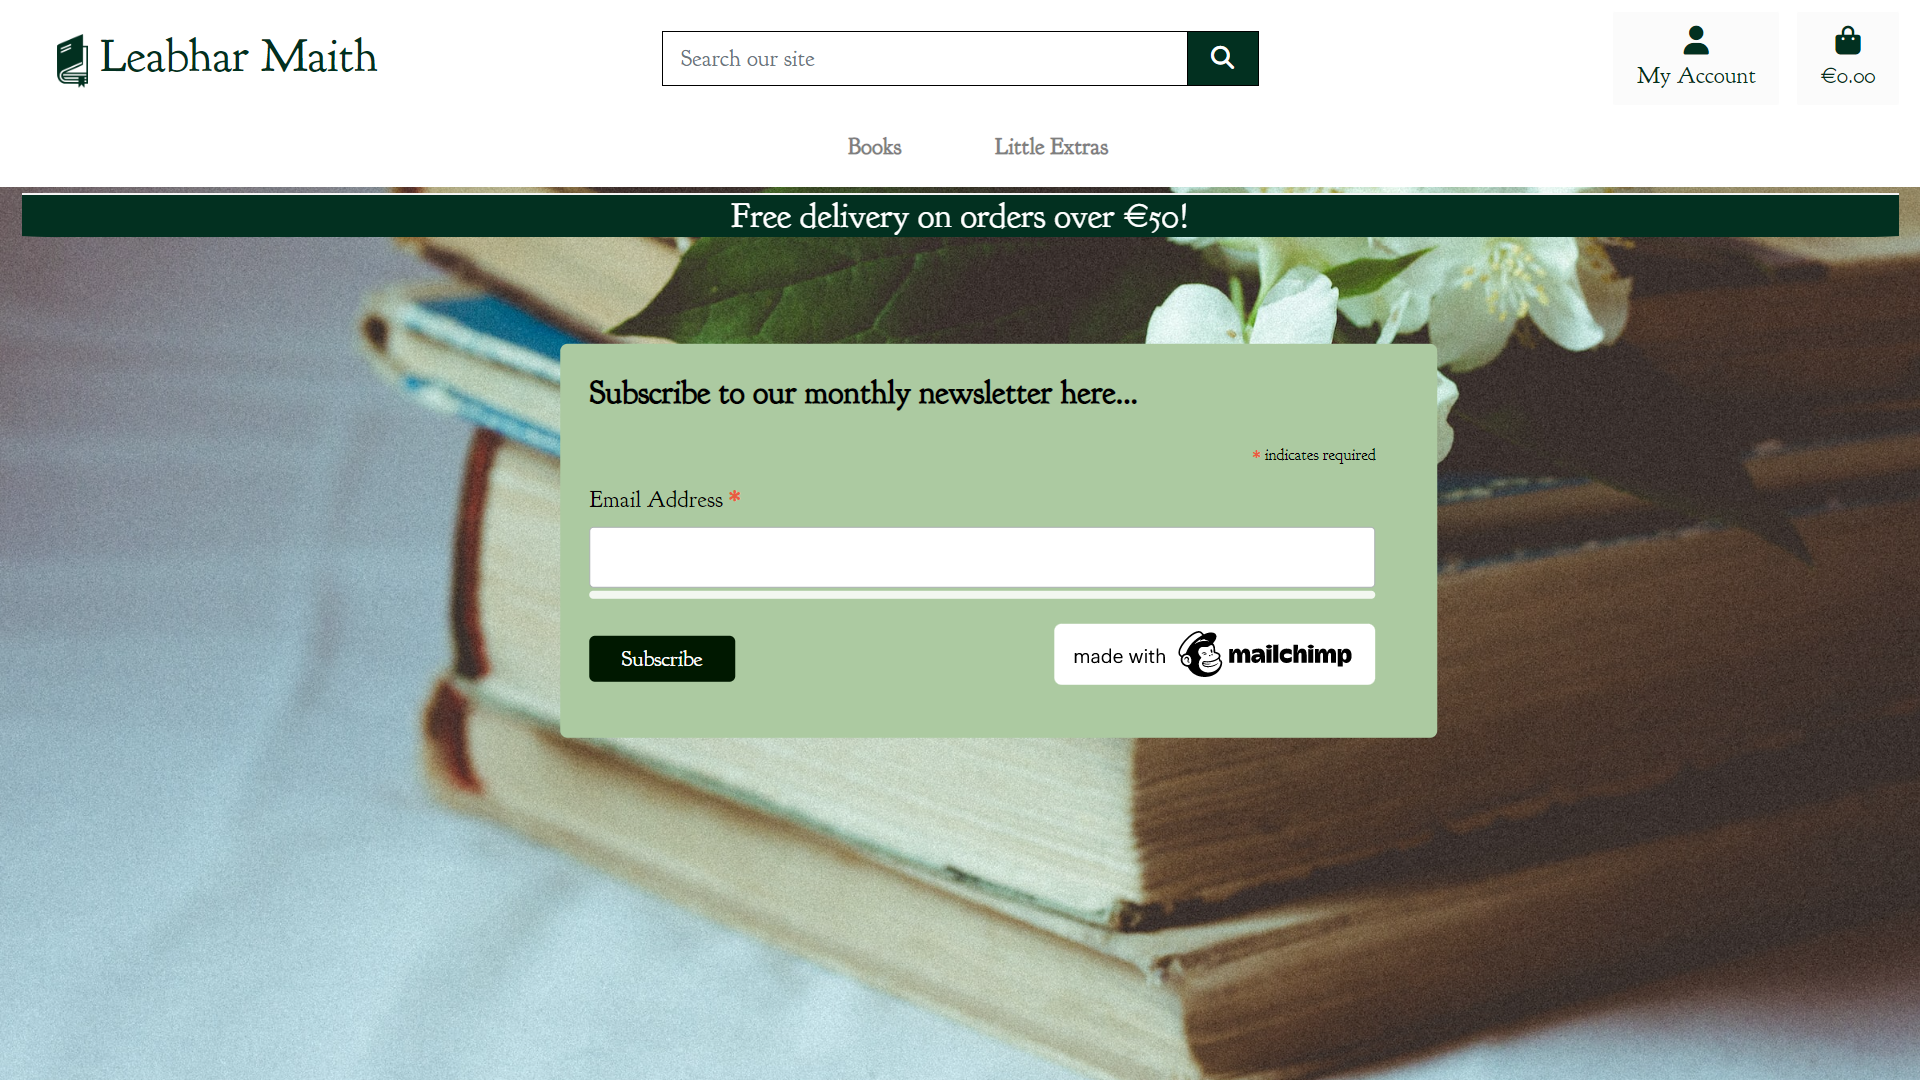 Leabhar Maith
Search our site
My Account
€0.00
Books
Little Extras
Free delivery on orders over €50!
Subscribe to our monthly newsletter here...
* indicates required
Email Address *
Subscribe
made with mailchimp